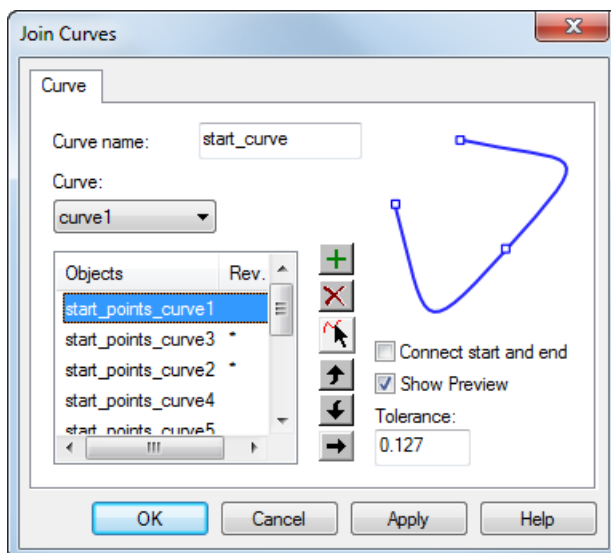 Join Curves
Curve
Curve name: start_curve
Curve:
curve1
Objects Rev.
start_points_curve1
start_points_curve3 *
start_points_curve2 *
start_points_curve4
start_points_curve5
Connect start and end
Show Preview
Tolerance:
0.127
OK Cancel Apply Help